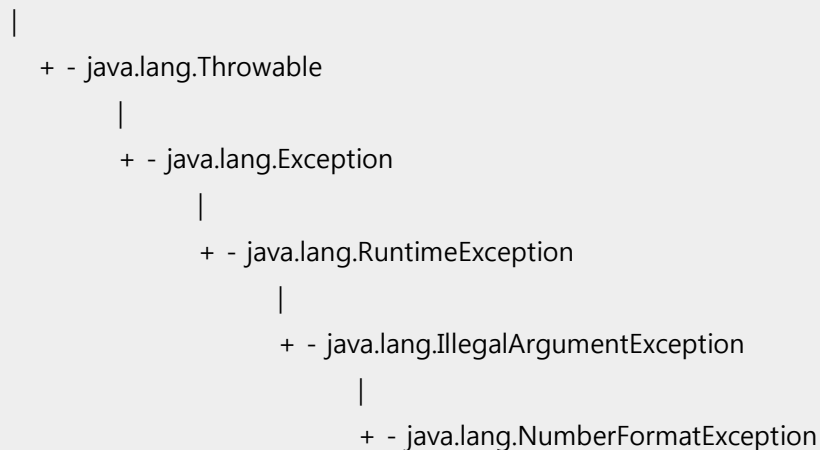 |
+ - java.lang.Throwable
|
+ - java.lang.Exception
|
+ - java.lang.RuntimeException
|
+ - java.lang.IllegalArgumentException
|
+ - java.lang.NumberFormatException